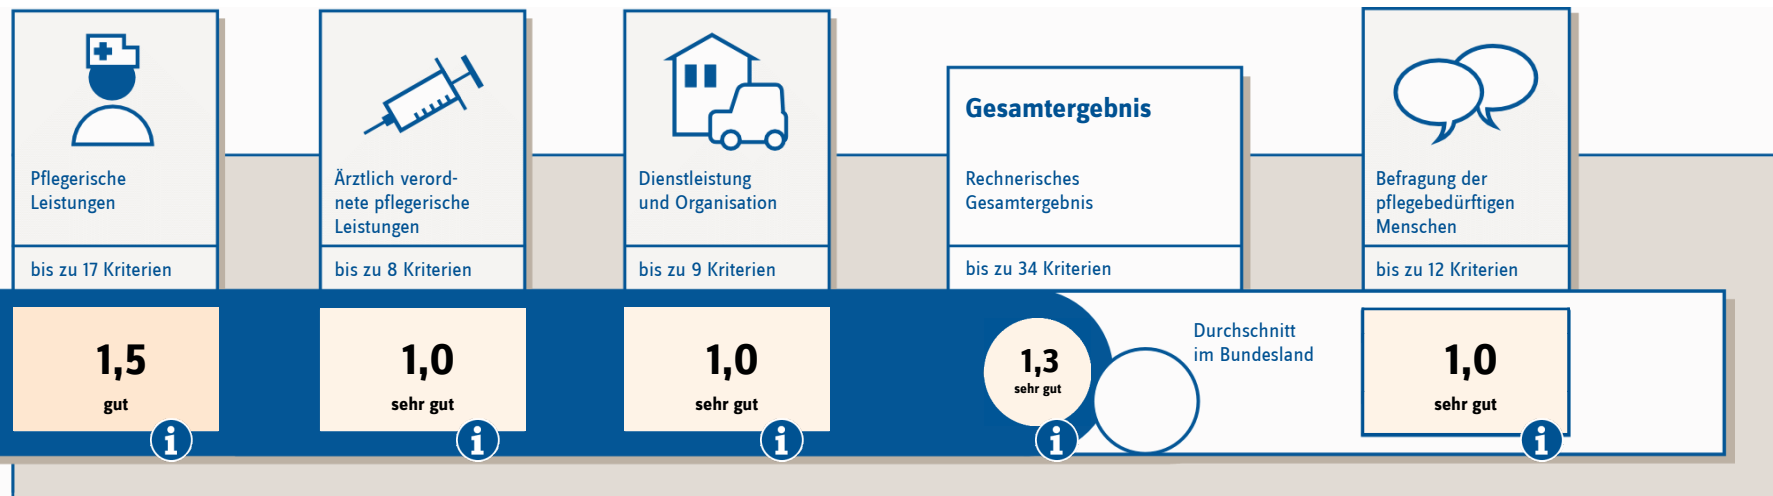 Pflegerische
Leistungen
bis zu 17 Kriterien
1,5
gut
Ärztlich verord-
nete pflegerische
Leistungen
bis zu 8 Kriterien
1,0
sehr gut
Dienstleistung
und Organisation
bis zu 9 Kriterien
1,0
sehr gut
Gesamtergebnis
Rechnerisches
Gesamtergebnis
bis zu 34 Kriterien
1,3
sehr gut
Durchschnitt
im Bundesland
Befragung der
pflegebedürftigen
Menschen
bis zu 12 Kriterien
1,0
sehr gut